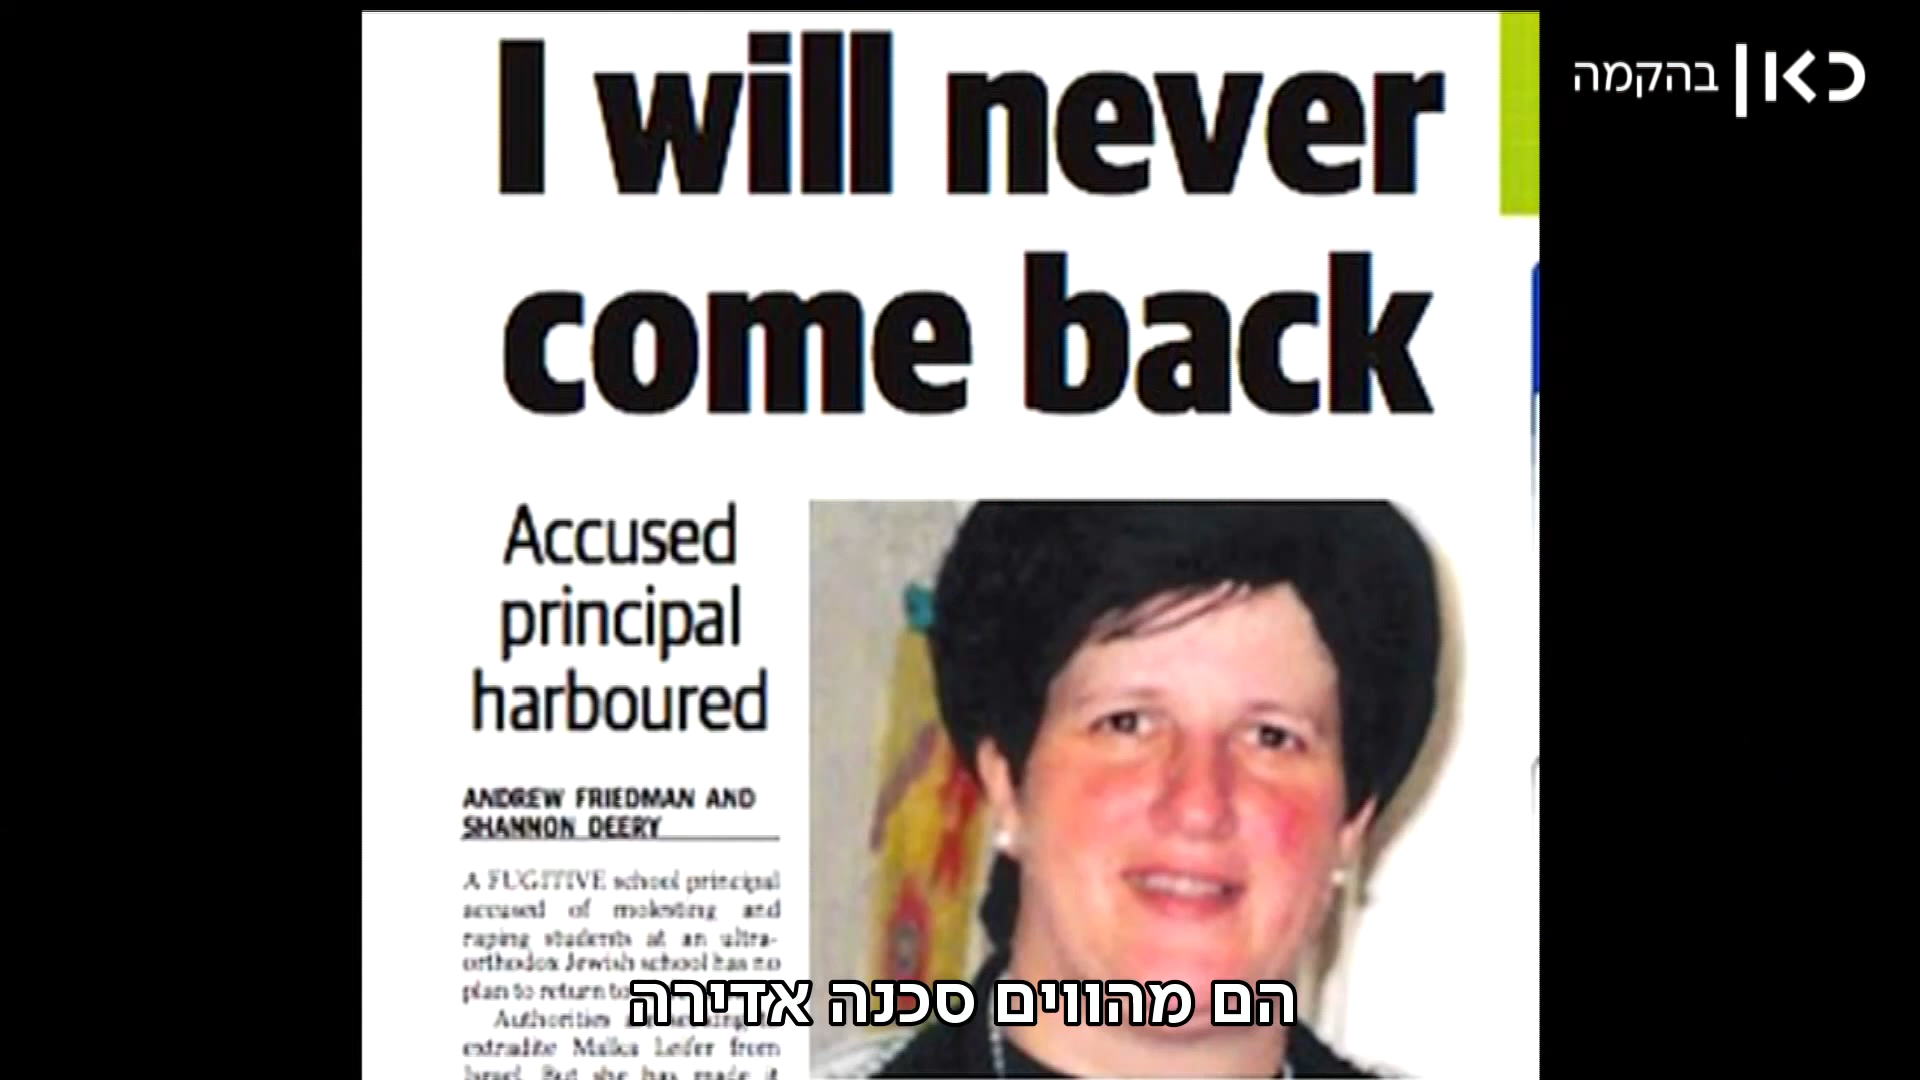 I will never
come back
כאן | בהקמה
Accused
principal
harboured
ANDREW FRIEDMAN AND
SHANNON DEERY
A FUGITIVE school principal
accused of molesting and
raping students at an ultra-
orthodox Jewish school has no
plan to return to
Authorities
extradite Malka Leifer from
Israel. But she has made it
הם מהווים סכנה אדירה